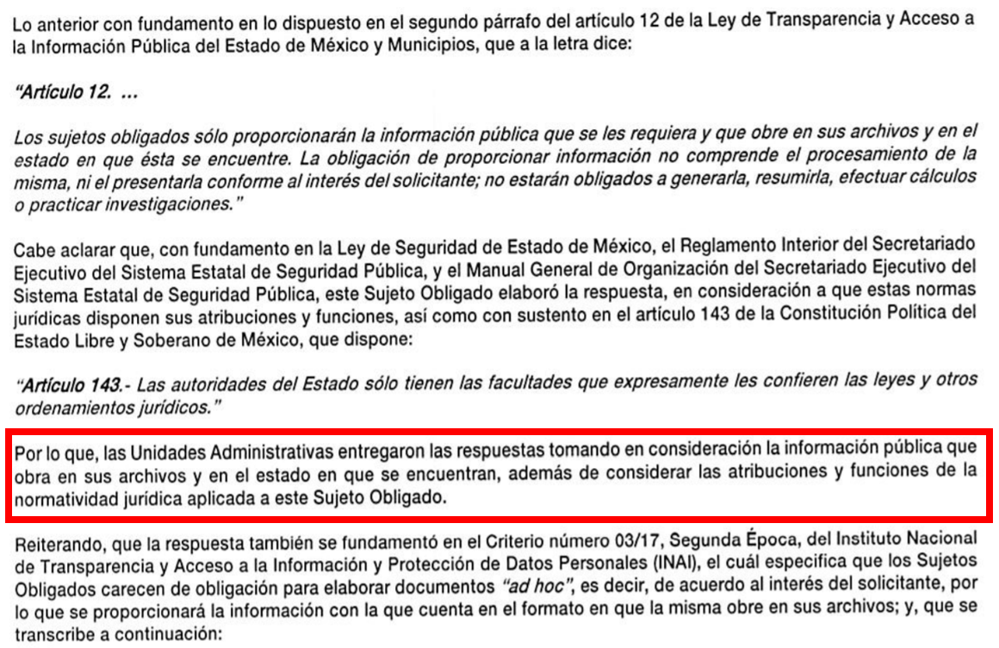 Lo anterior con fundamento en lo dispuesto en el segundo párrafo del artículo 12 de la Ley de Transparencia y Acceso a
la Información Pública del Estado de México y Municipios, que a la letra dice:
“Artículo 12. ...
Los sujetos obligados sólo proporcionarán la información pública que se les requiera y que obre en sus archivos y en el
estado en que ésta se encuentre. La obligación de proporcionar información no comprende el procesamiento de la
misma, ni el presentarla conforme al interés del solicitante; no estarán obligados a generarla, resumirla, efectuar cálculos
o practicar investigaciones.”
Cabe aclarar que, con fundamento en la Ley de Seguridad de Estado de México, el Reglamento Interior del Secretariado
Ejecutivo del Sistema Estatal de Seguridad Pública, y el Manual General de Organización del Secretariado Ejecutivo del
Sistema Estatal de Seguridad Pública, este Sujeto Obligado elaboró la respuesta, en consideración a que estas normas
jurídicas disponen sus atribuciones y funciones, así como con sustento en el artículo 143 de la Constitución Política del
Estado Libre y Soberano de México, que dispone:
“Artículo 143.- Las autoridades del Estado sólo tienen las facultades que expresamente les confieren las leyes y otros
ordenamientos jurídicos.”
Por lo que, las Unidades Administrativas entregaron las respuestas tomando en consideración la información pública que
obra en sus archivos y en el estado en que se encuentran, además de considerar las atribuciones y funciones de la
normatividad jurídica aplicada a este Sujeto Obligado.
Reiterando, que la respuesta también se fundamentó en el Criterio número 03/17, Segunda Época, del Instituto Nacional
de Transparencia y Acceso a la Información y Protección de Datos Personales (INAI), el cuál especifica que los Sujetos
Obligados carecen de obligación para elaborar documentos “ad hoc”, es decir, de acuerdo al interés del solicitante, por
lo que se proporcionará la información con la que cuenta en el formato en que la misma obre en sus archivos; y, que se
transcribe a continuación: